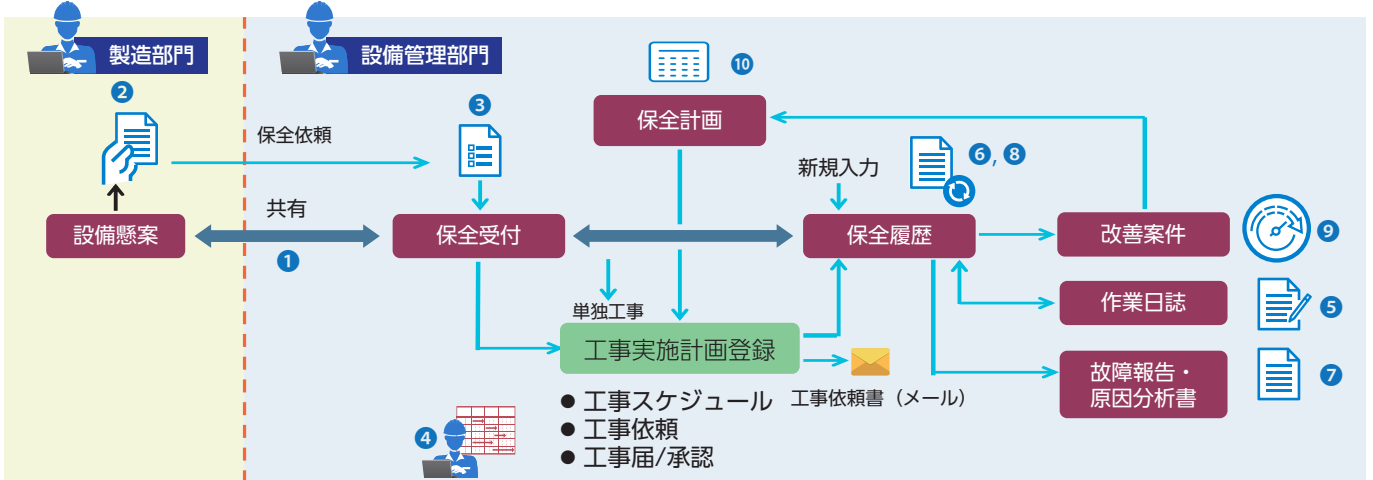 製造部門
設備管理部門
❷
❸
❿
保全計画
保全依頼
新規入力
❻, ❽
共有
設備懸案
❶
保全受付
保全履歴
改善案件
❾
単独工事
作業日誌
❺
工事実施計画登録
工事依頼書（メール）
故障報告・
原因分析書
❼
❹
● 工事スケジュール
● 工事依頼
● 工事届/承認